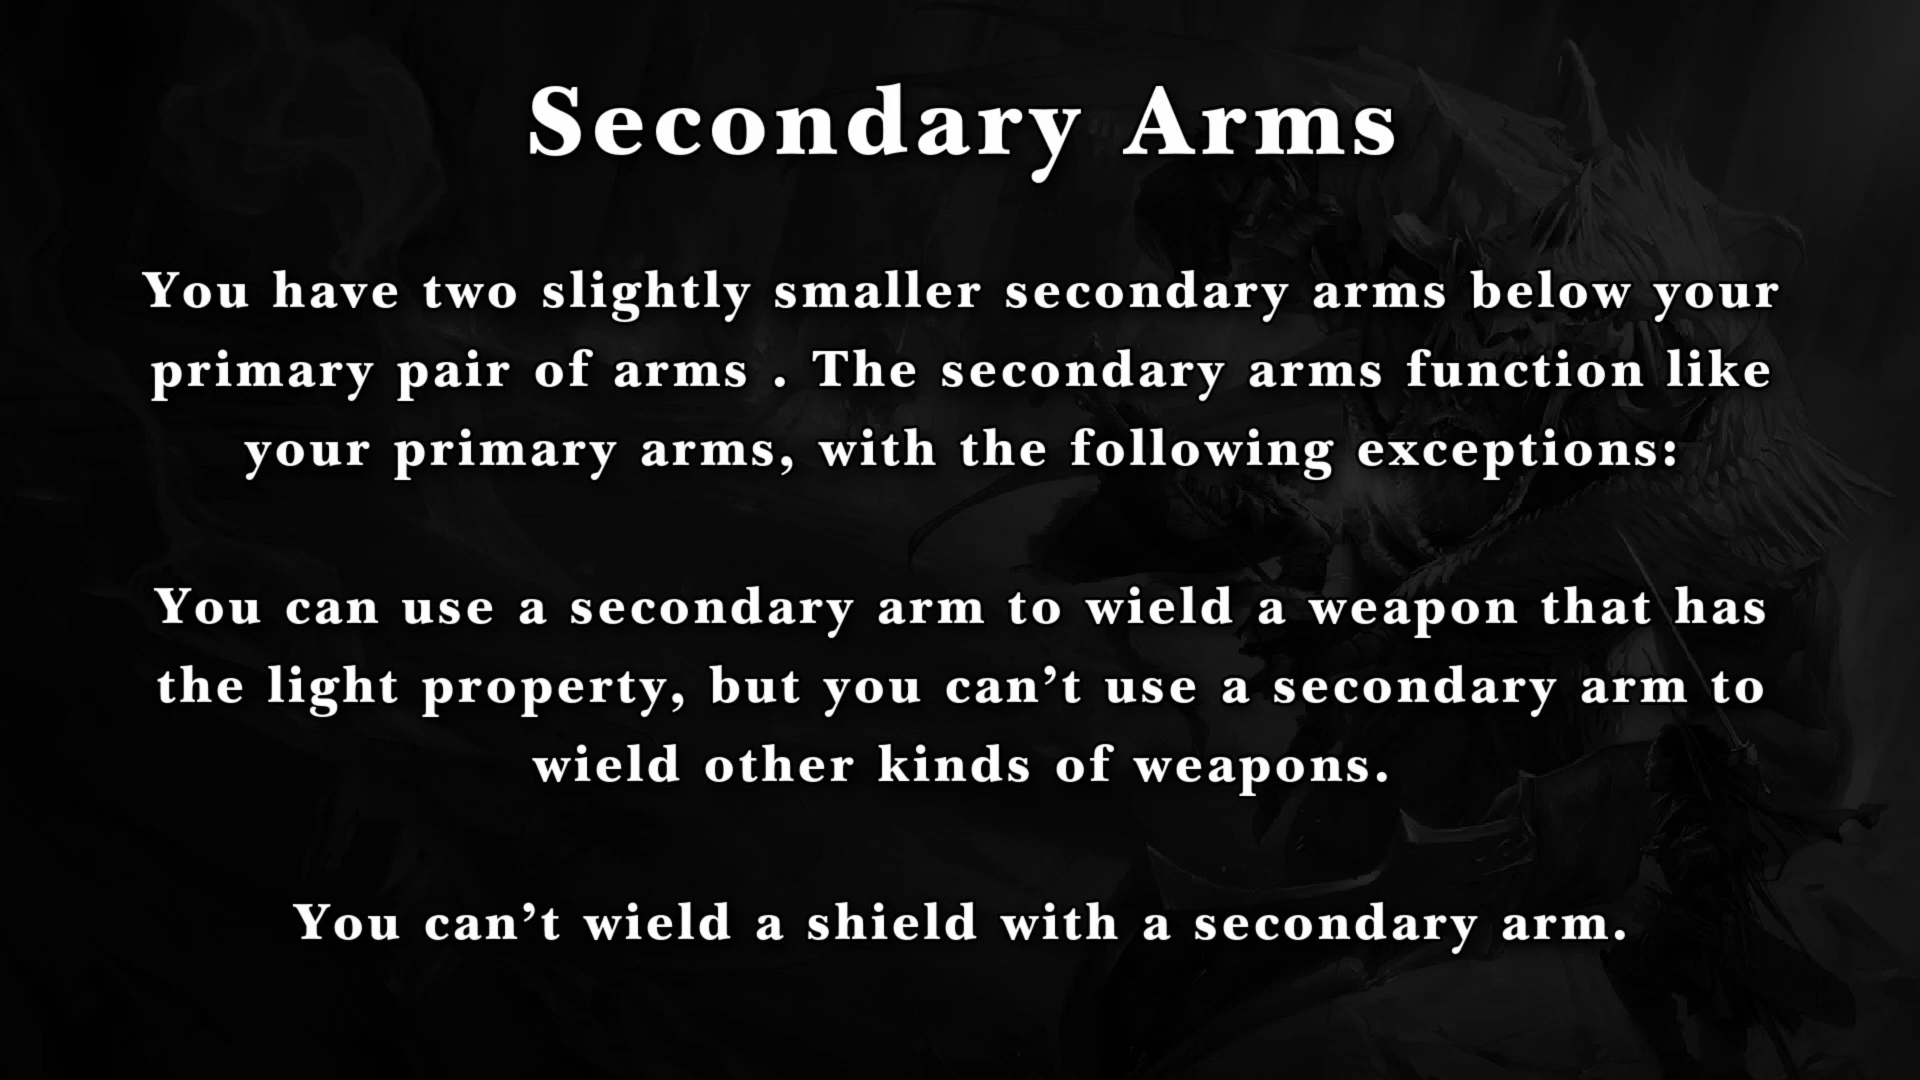 Secondary Arms
You have two slightly smaller secondary arms below your
primary pair of arms . The secondary arms function like
your primary arms, with the following exceptions:
You can use a secondary arm to wield a weapon that has
the light property, but you can’t use a secondary arm to
wield other kinds of weapons.
You can’t wield a shield with a secondary arm.